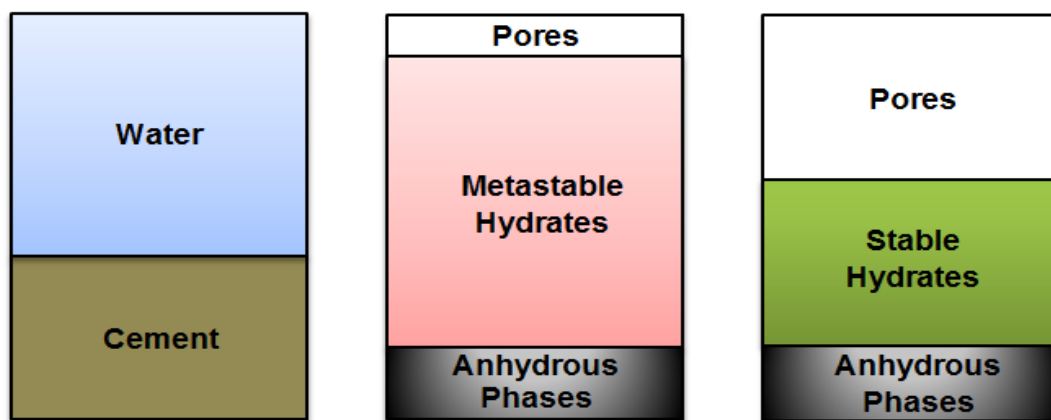 Water
Cement
Pores
Metastable
Hydrates
Anhydrous
Phases
Pores
Stable
Hydrates
Anhydrous
Phases